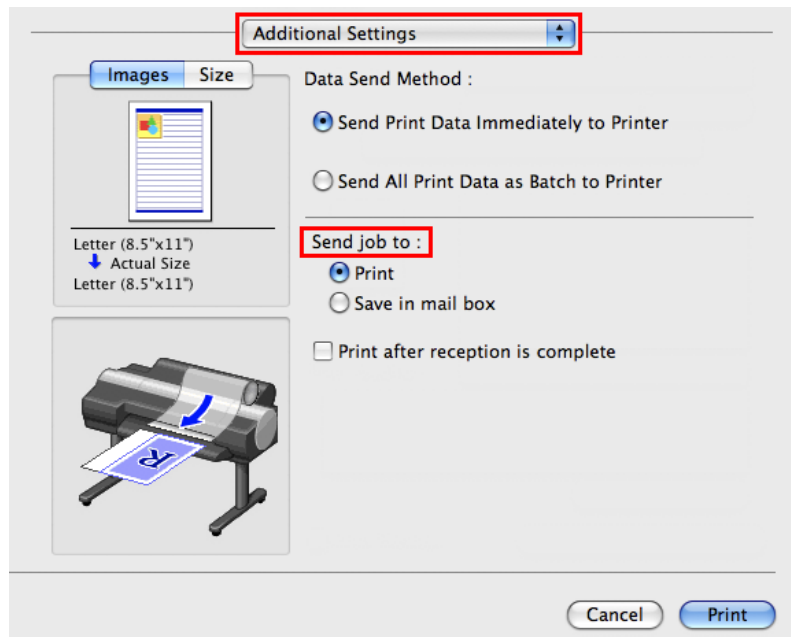 Additional Settings
Images Size
Data Send Method :
Send Print Data Immediately to Printer
Send All Print Data as Batch to Printer
Letter (8.5"x11")
Actual Size
Letter (8.5"x11")
Send job to :
Print
Save in mail box
Print after reception is complete
R
Cancel Print